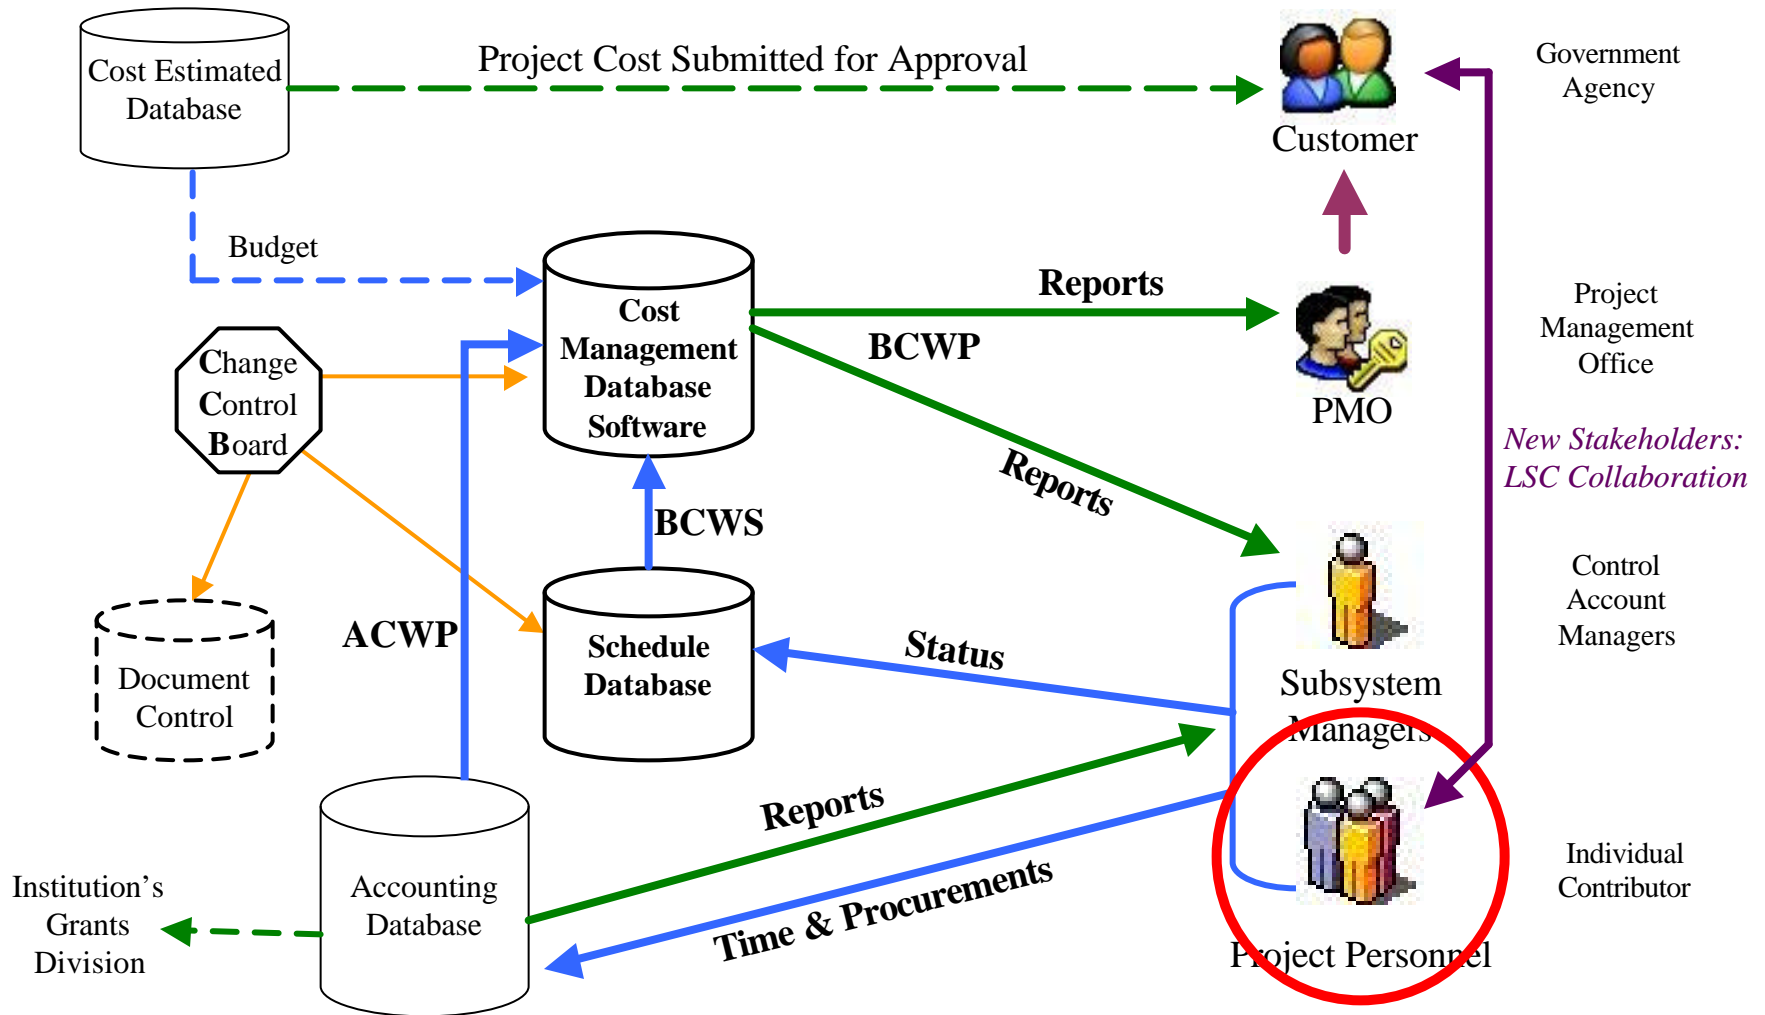 Cost Estimated
Database
Project Cost Submitted for Approval
Customer
Government
Agency
Budget
Cost
Management
Database
Software
Reports
BCWP
PMO
Project
Management
Office
Change
Control
Board
New Stakeholders:
LSC Collaboration
Reports
BCWS
ACWP
Schedule
Database
Status
Subsystem
Managers
Control
Account
Managers
Document
Control
Reports
Time & Procurements
Accounting
Database
Institution’s
Grants
Division
Individual
Contributor
Project Personnel